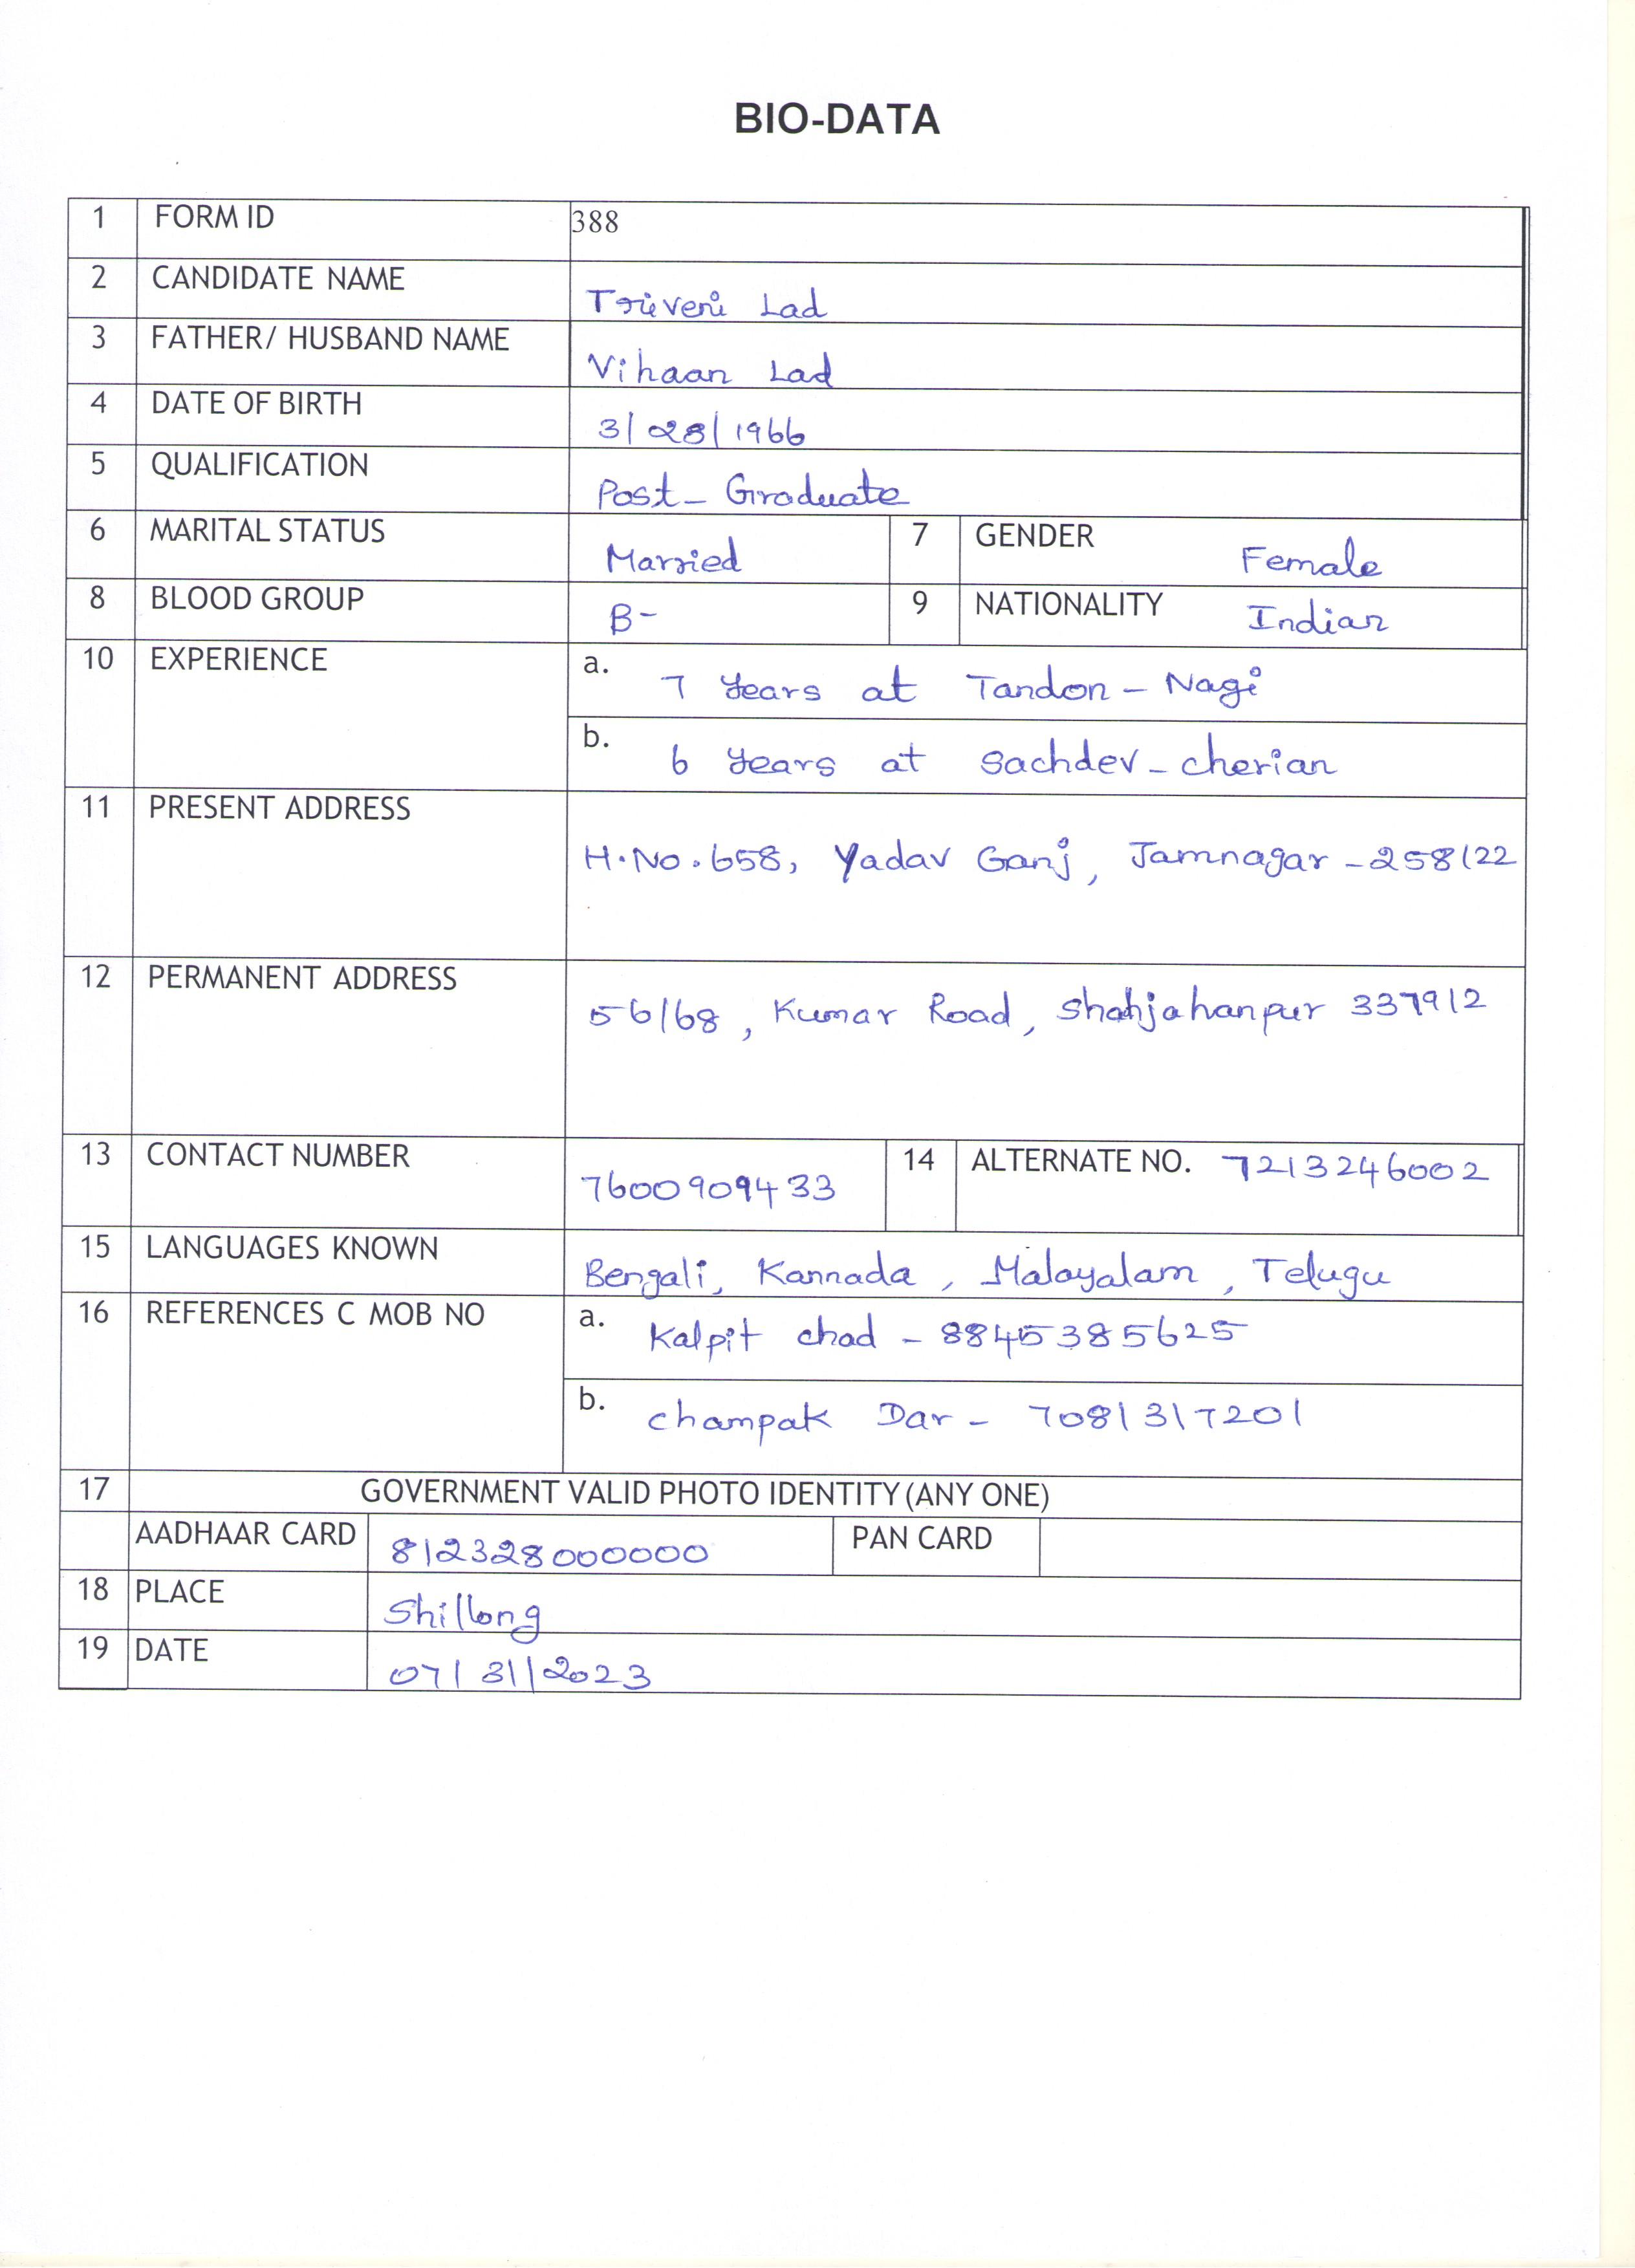 BIO-DATA
1 FORM ID 388
2 CANDIDATE NAME Triveni Lad
3 FATHER/ HUSBAND NAME Vihaan Lad
4 DATE OF BIRTH 3/28/1966
5 QUALIFICATION Post-Graduate
6 MARITAL STATUS Married 7 GENDER Female
8 BLOOD GROUP B- 9 NATIONALITY Indian
10 EXPERIENCE a. 7 Years at Tandon-Nagi
b. 6 Years at Sachdev-cherian
11 PRESENT ADDRESS
H.No.658, Yadav Ganj, Jamnagar-258122
12 PERMANENT ADDRESS
56/68, Kumar Road, Shahjahanpur 337912
13 CONTACT NUMBER 7600909433 14 ALTERNATE NO. 7213246002
15 LANGUAGES KNOWN Bengali, Kannada, Malayalam, Telugu
16 REFERENCES C MOB NO a. Kalpit chad - 8845385625
b. champak Dar - 7081317201
17 GOVERNMENT VALID PHOTO IDENTITY(ANY ONE)
AADHAAR CARD 812328000000 PAN CARD
18 PLACE Shillong
19 DATE 07/31/2023